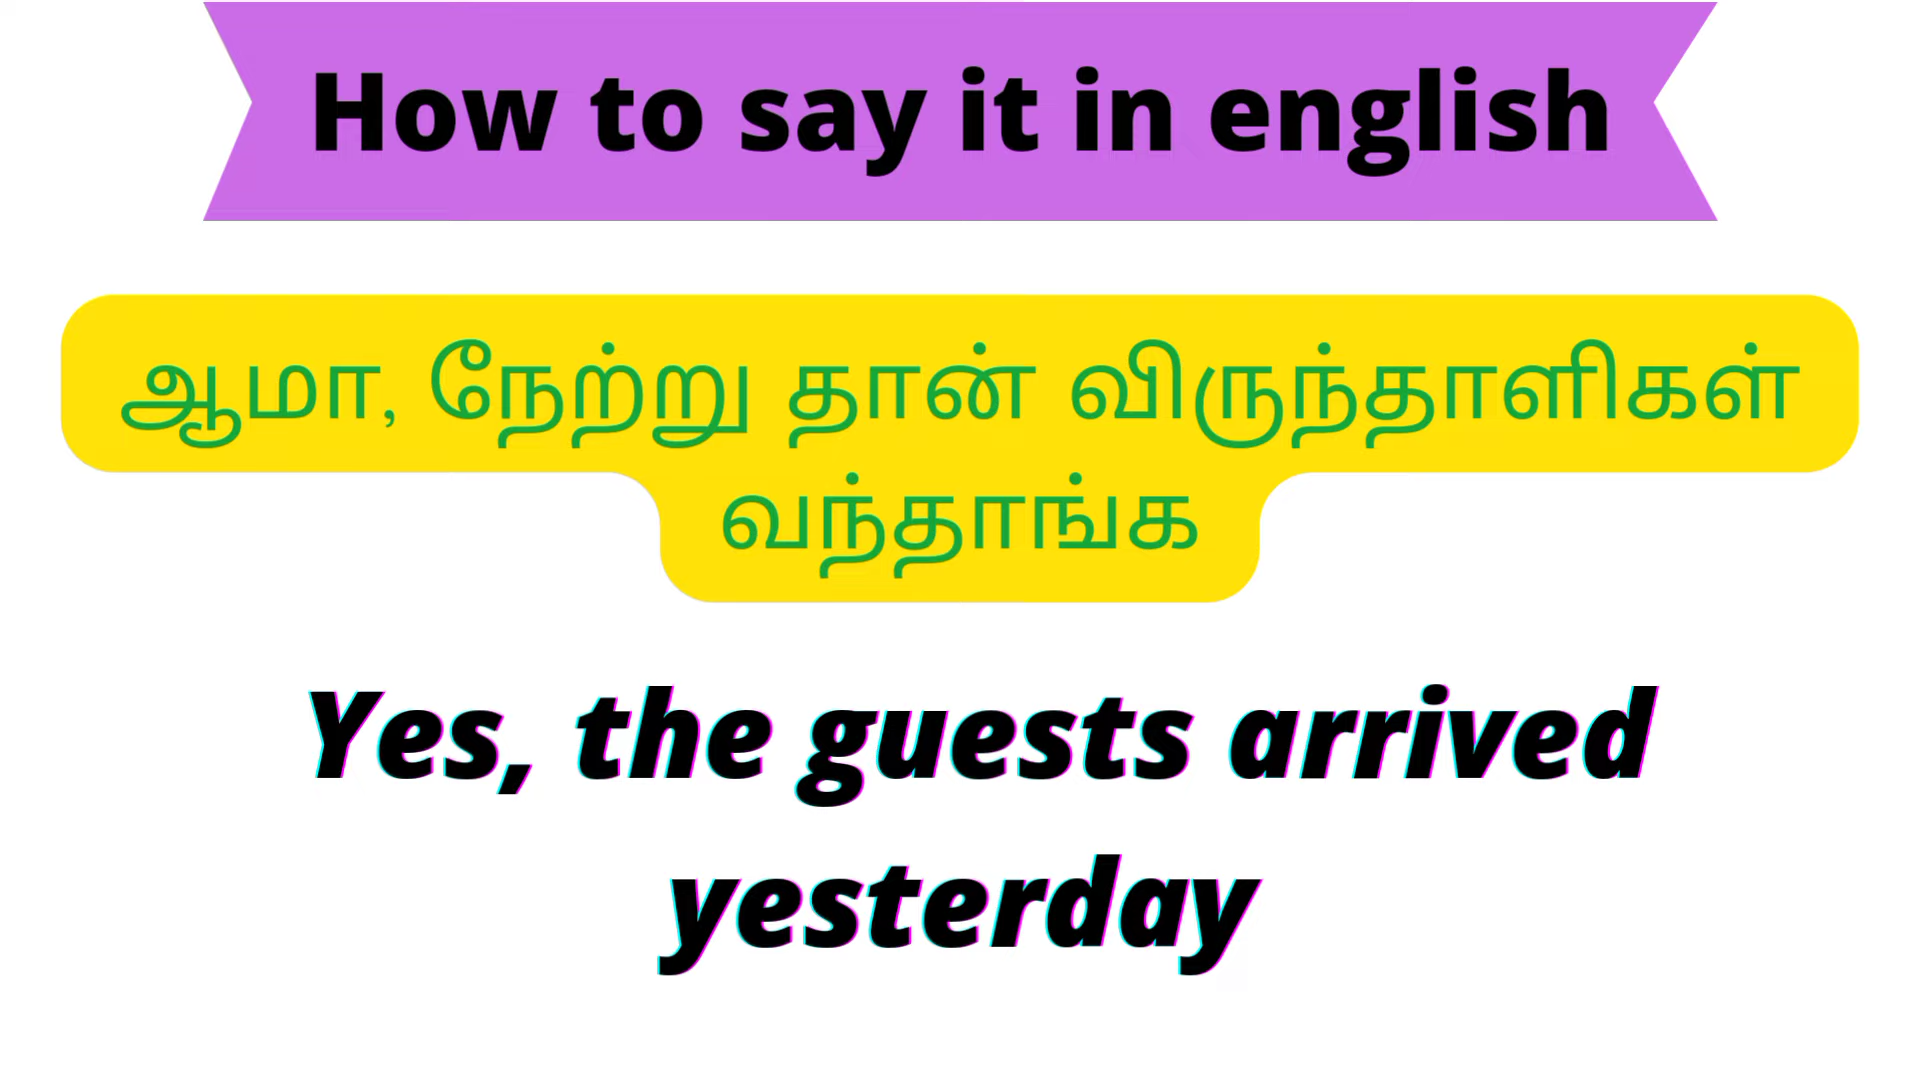 How to say it in english
ஆமா, நேற்று தான் விருந்தாளிகள்
வந்தாங்க
Yes, the guests arrived
yesterday